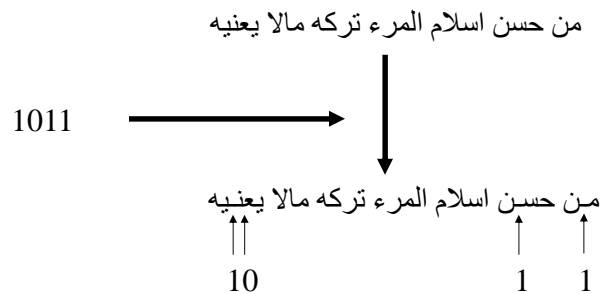 من حسن اسلام المرء تركه مالا يعنيه
1011
مـن حسـن اسلام المرء تركه مالا يعنـيه
10 1 1